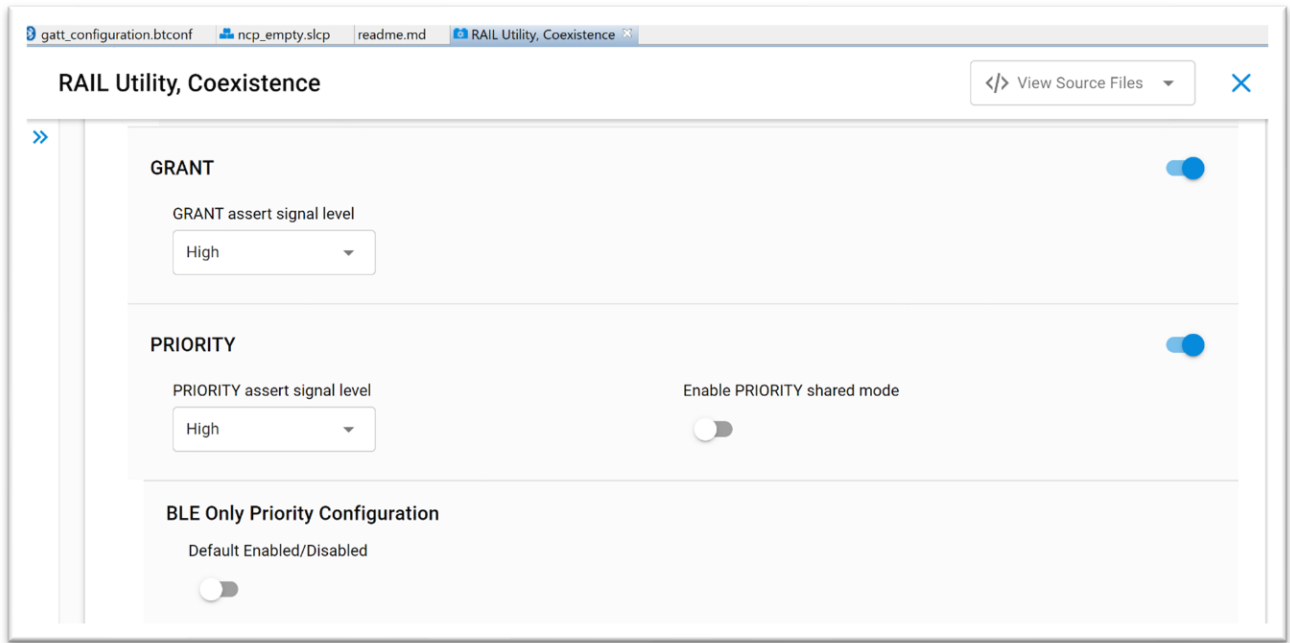 gatt_configuration.btconf ncp_empty.slcp readme.md RAIL Utility, Coexistence
RAIL Utility, Coexistence
</> View Source Files
GRANT
GRANT assert signal level
High
PRIORITY
PRIORITY assert signal level Enable PRIORITY shared mode
High
BLE Only Priority Configuration
Default Enabled/Disabled